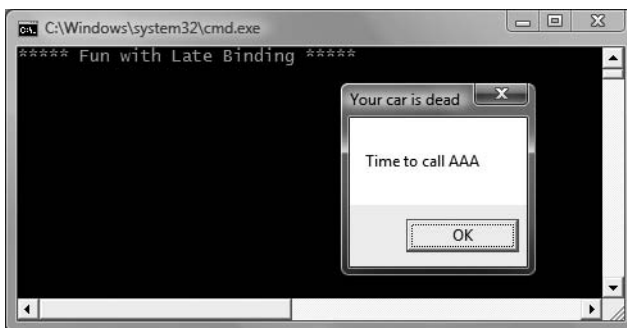 C:\Windows\system32\cmd.exe
***** Fun with Late Binding *****
Your car is dead
Time to call AAA
OK